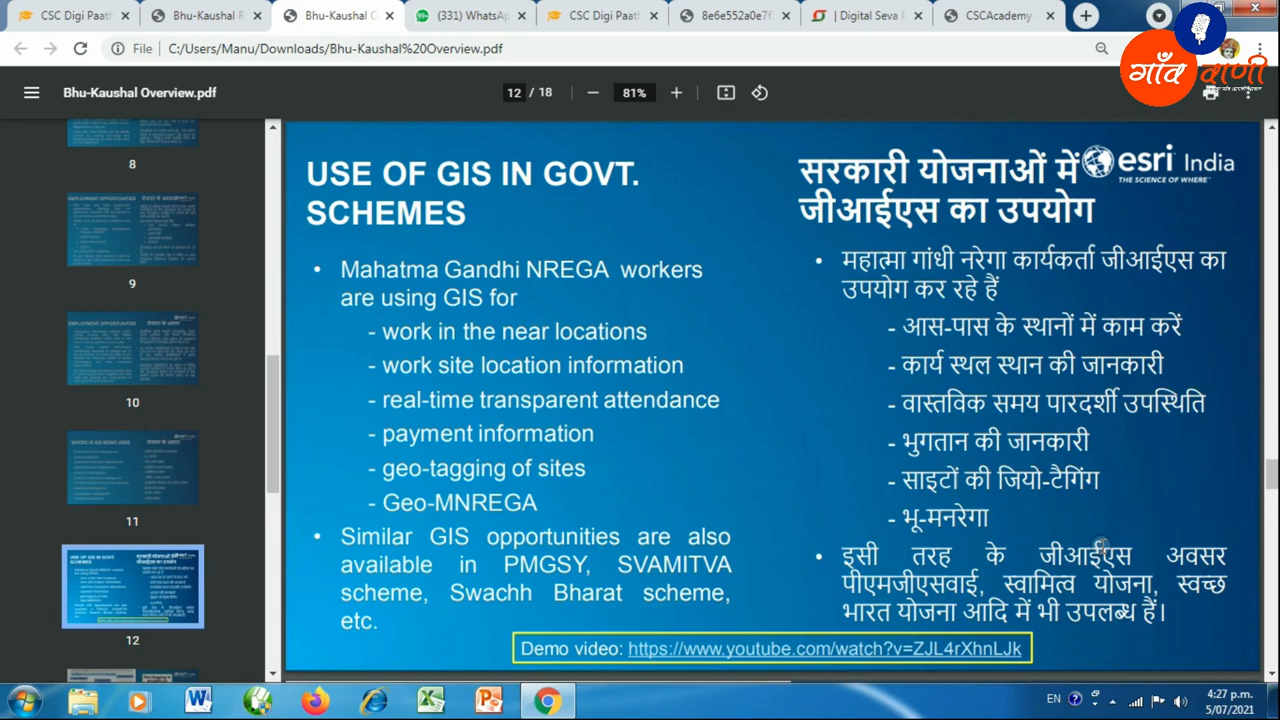 CSC Digi Paath
Bhu-Kaushal R
Bhu-Kaushal C
(331) WhatsA
CSC Digi Paath
8e6e552a0e7f
| Digital Seva P
CSCAcademy -
File | C:/Users/Manu/Downloads/Bhu-Kaushal%20Overview.pdf
गाँव वाणी
Bhu-Kaushal Overview.pdf
12 / 18
81%
8
9
10
11
12
USE OF GIS IN GOVT.
SCHEMES
• Mahatma Gandhi NREGA workers
are using GIS for
- work in the near locations
- work site location information
- real-time transparent attendance
- payment information
- geo-tagging of sites
- Geo-MNREGA
• Similar GIS opportunities are also
available in PMGSY, SVAMITVA
scheme, Swachh Bharat scheme,
etc.
सरकारी योजनाओं में
जीआईएस का उपयोग
esri India
THE SCIENCE OF WHERE™
• महात्मा गांधी नरेगा कार्यकर्ता जीआईएस का
उपयोग कर रहे हैं
- आस-पास के स्थानों में काम करें
- कार्य स्थल स्थान की जानकारी
- वास्तविक समय पारदर्शी उपस्थिति
- भुगतान की जानकारी
- साइटों की जियो-टैगिंग
- भू-मनरेगा
• इसी तरह के जीआईएस अवसर
पीएमजीएसवाई, स्वामित्व योजना, स्वच्छ
भारत योजना आदि में भी उपलब्ध हैं।
Demo video: https://www.youtube.com/watch?v=ZJL4rXhnLJk
EN
4:27 p.m.
5/07/2021